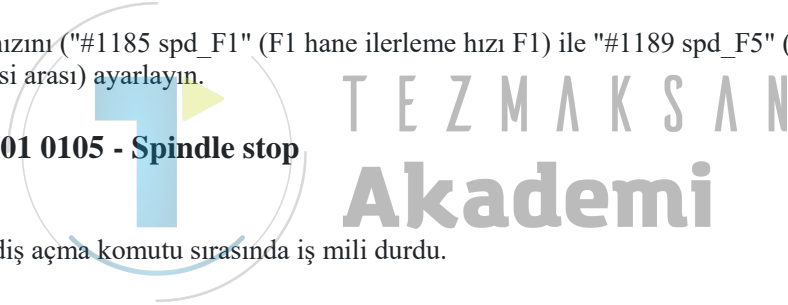 ızını ("#1185 spd_F1" (F1 hane ilerleme hızı F1) ile "#1189 spd_F5" (
si arası) ayarlayın.
TEZMAKSAN
01 0105 - Spindle stop
Akademi
diş açma komutu sırasında iş mili durdu.